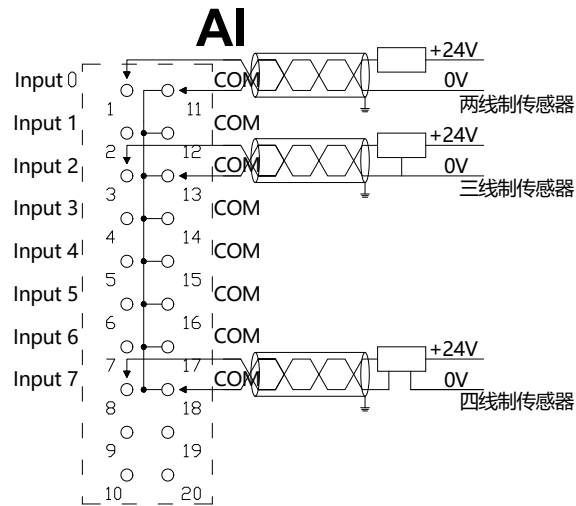 AI
+24V
Input 0
COM
0V
1
11
两线制传感器
Input 1
COM
+24V
2
12
Input 2
COM
0V
3
13
三线制传感器
Input 3
COM
4
14
Input 4
COM
5
15
Input 5
COM
6
16
Input 6
+24V
7
17
Input 7
COM
0V
8
18
四线制传感器
9
19
10
20